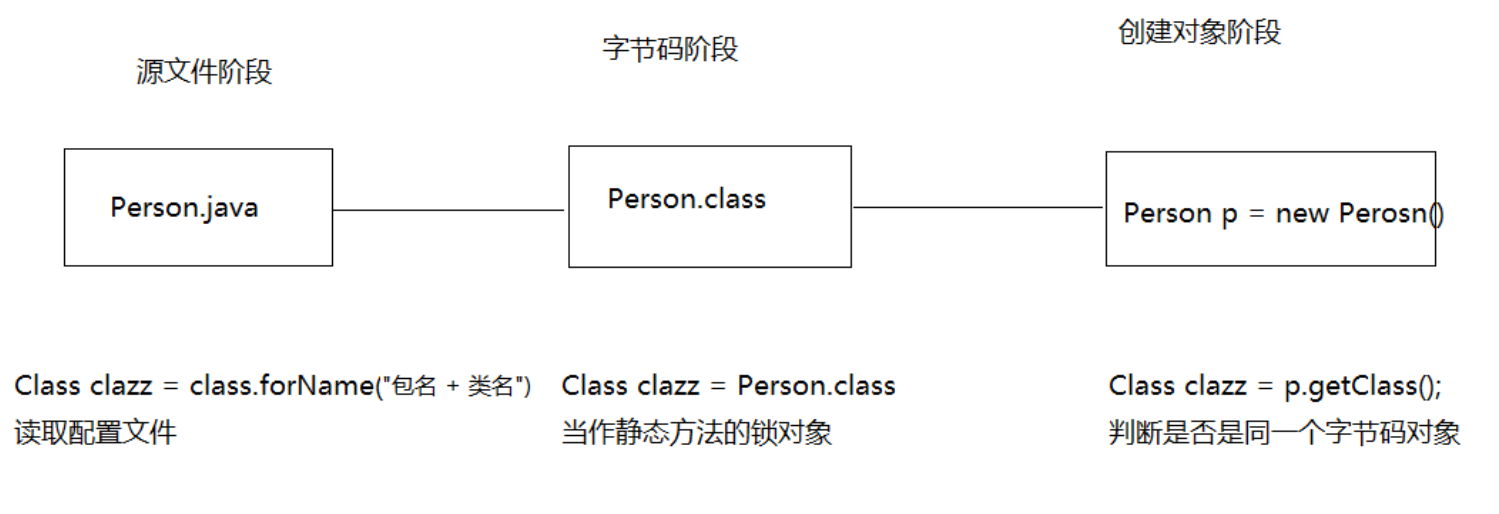 源文件阶段
字节码阶段
创建对象阶段
Person.java
Person.class
Person p = new Perosn()
Class clazz = class.forName("包名 + 类名")
读取配置文件
Class clazz = Person.class
当作静态方法的锁对象
Class clazz = p.getClass();
判断是否是同一个字节码对象